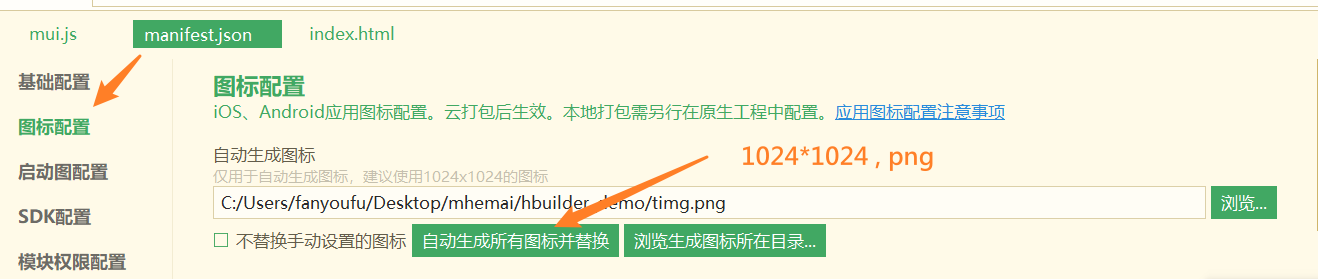 mui.js manifest.json index.html
基础配置
图标配置
启动图配置
SDK配置
模块权限配置
图标配置
iOS、Android应用图标配置。云打包后生效。本地打包需另行在原生工程中配置。应用图标配置注意事项
1024*1024 , png
自动生成图标
仅用于自动生成图标，建议使用1024x1024的图标
C:/Users/fanyoufu/Desktop/mhemai/hbuilder_demo/timg.png 浏览...
不替换手动设置的图标 自动生成所有图标并替换 浏览生成图标所在目录...